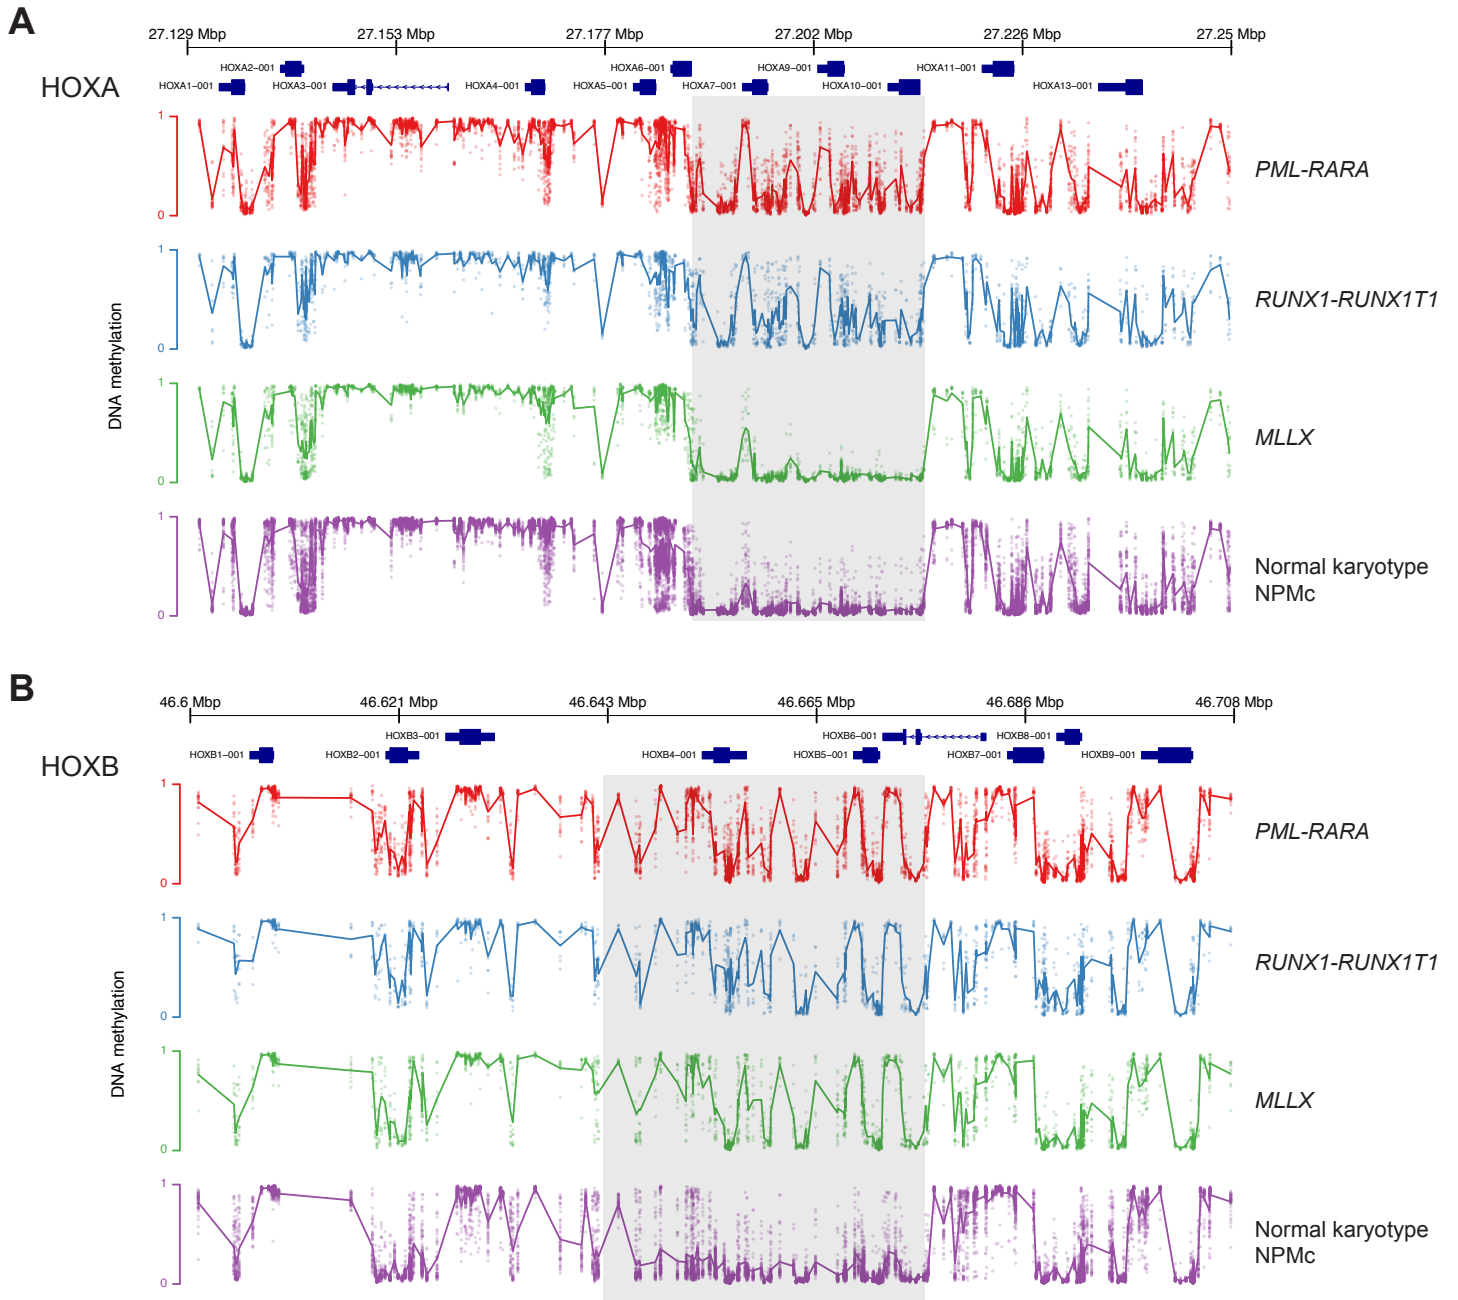 A
27.129 Mbp 27.153 Mbp 27.177 Mbp 27.202 Mbp 27.226 Mbp 27.25 Mbp
HOXA2-001 HOXA6-001 HOXA9-001 HOXA11-001
HOXA1-001 HOXA3-001 HOXA4-001 HOXA5-001 HOXA7-001 HOXA10-001 HOXA13-001
HOXA
1
PML-RARA
0
1
RUNX1-RUNX1T1
0
DNA methylation
1
MLLX
0
1
Normal karyotype
NPMc
0
B
46.6 Mbp 46.621 Mbp 46.643 Mbp 46.665 Mbp 46.686 Mbp 46.708 Mbp
HOXB3-001 HOXB6-001 HOXB8-001
HOXB1-001 HOXB2-001 HOXB4-001 HOXB5-001 HOXB7-001 HOXB9-001
HOXB
1
PML-RARA
0
1
RUNX1-RUNX1T1
0
DNA methylation
1
MLLX
0
1
Normal karyotype
NPMc
0